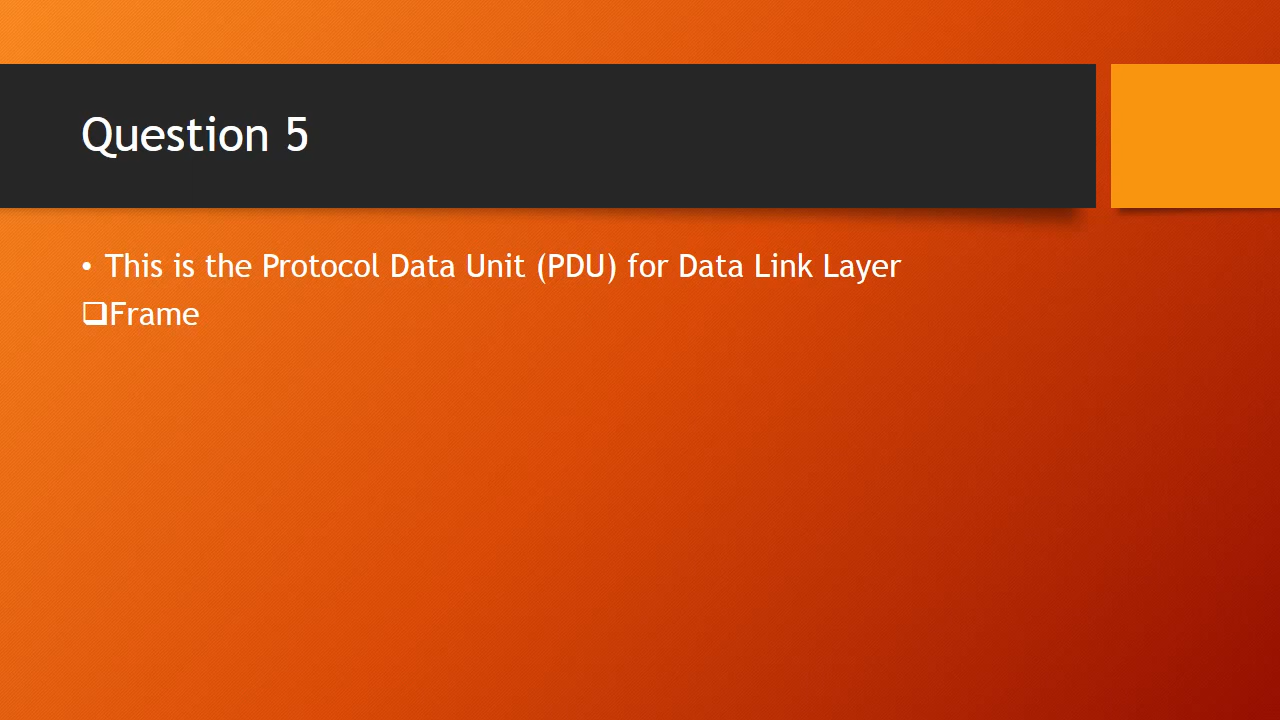 Question 5
• This is the Protocol Data Unit (PDU) for Data Link Layer
❑Frame